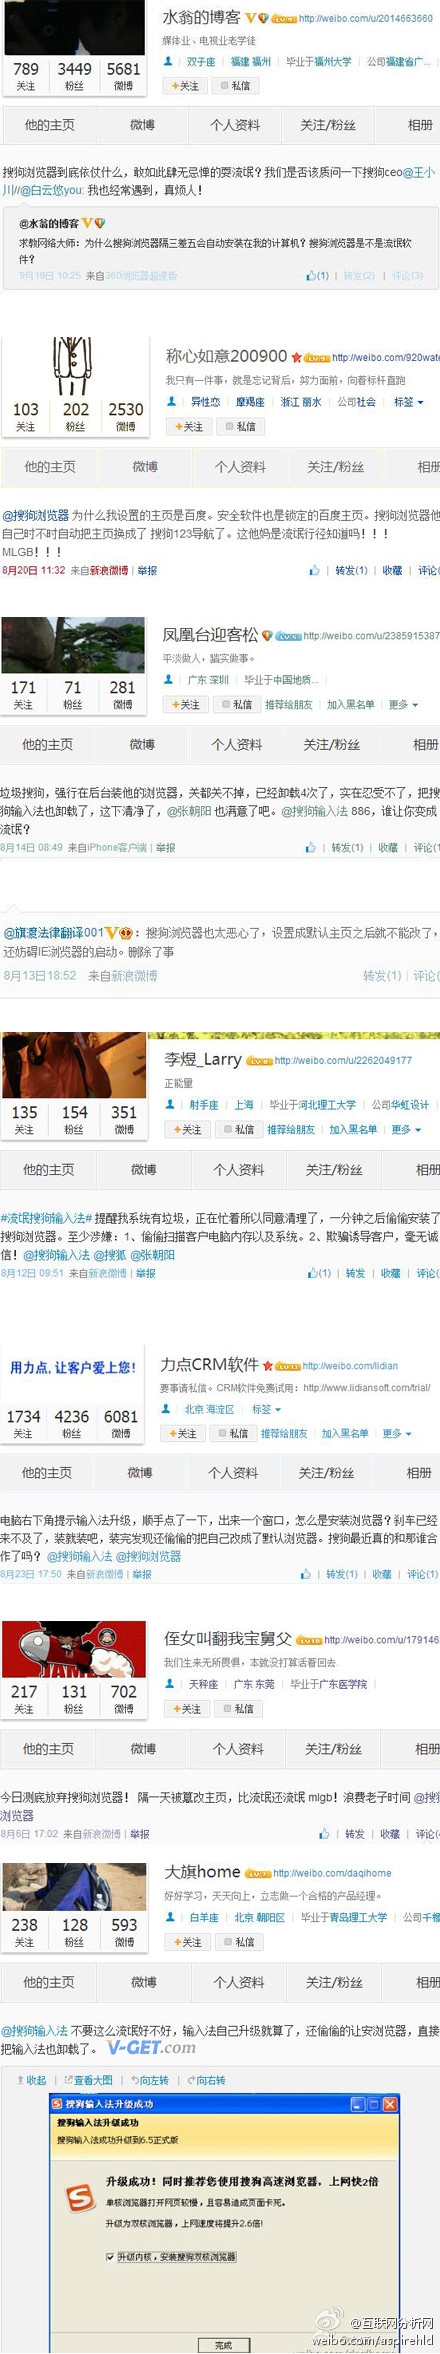 水翁的博客 V
http://weibo.com/u/2014663660
媒体业、电视业老学徒
789 3449 5681
关注 粉丝 微博
双子座 福建 福州 毕业于福州大学 公司福建省广...
+关注 私信
他的主页 微博 个人资料 关注/粉丝 相册
搜狗浏览器到底依仗什么，敢如此肆无忌惮的耍流氓？我们是否该质问一下搜狗ceo@王小
川//@白云悠you: 我也经常遇到，真烦人！
@水翁的博客 V
求教网络大师：为什么搜狗浏览器隔三差五会自动安装在我的计算机？搜狗浏览器是不是流氓软
件？
9月19日 10:25 来自360浏览器超速版 (1) 转发(2) 评论(3)
称心如意200900
http://weibo.com/920wate
我只有一件事，就是忘记背后，努力面前，向着标杆直跑
103 202 2530
关注 粉丝 微博
异性恋 摩羯座 浙江 丽水 公司社会 标签
+关注 私信
他的主页 微博 个人资料 关注/粉丝 相册
@搜狗浏览器 为什么我设置的主页是百度。安全软件也是锁定的百度主页。搜狗浏览器他
自己时不时自动把主页换成了 搜狗123导航了。这他妈是流氓行径知道吗！！！
MLGB！！！
8月20日 11:32 来自新浪微博 | 举报 转发(1) | 收藏 | 评论(
凤凰台迎客松
http://weibo.com/u/2385915387
平淡做人，踏实做事。
171 71 281
关注 粉丝 微博
广东 深圳 毕业于中国地质...
+关注 私信 推荐给朋友 加入黑名单 更多
他的主页 微博 个人资料 关注/粉丝 相册
垃圾搜狗，强行在后台装他的浏览器，关都关不掉，已经卸载4次了，实在忍受不了，把搜
狗输入法也卸载了，这下清净了，@张朝阳 也满意了吧。@搜狗输入法 886，谁让你变成
流氓？
8月14日 08:49 来自iPhone客户端 | 举报 转发(1) | 收藏 | 评论(1
@旗渡法律翻译001 V：搜狗浏览器也太恶心了，设置成默认主页之后就不能改了，
还妨碍IE浏览器的启动。删除了事
8月13日18:52 来自新浪微博 转发(1) | 评论(
李煜_Larry
http://weibo.com/u/2262049177
正能量
135 154 351
关注 粉丝 微博
射手座 上海 毕业于河北理工大学 公司华虹设计
+关注 私信 推荐给朋友 加入黑名单 更多
他的主页 微博 个人资料 关注/粉丝 相册
#流氓搜狗输入法# 提醒我系统有垃圾，正在忙着所以同意清理了，一分钟之后偷偷安装了
搜狗浏览器。至少涉嫌：1、偷偷扫描客户电脑内存以及系统。2、欺骗诱导客户，毫无诚
信！@搜狗输入法 @搜狐 @张朝阳
8月12日 09:51 来自新浪微博 | 举报 (1) | 转发 | 收藏 | 评论(
用力点，让客户爱上您！
力点CRM软件
http://weibo.com/lidian
要事请私信。CRM软件免费试用：http://www.lidiansoft.com/trial/
1734 4236 6081
关注 粉丝 微博
北京 海淀区 标签
+关注 私信 推荐给朋友 加入黑名单 更多
他的主页 微博 个人资料 关注/粉丝 相册
电脑右下角提示输入法升级，顺手点了一下，出来一个窗口，怎么是安装浏览器？刹车已经
来不及了，装就装吧，装完发现还偷偷的把自己改成了默认浏览器。搜狗最近真的和那谁合
作了吗？ @搜狗输入法 @搜狗浏览器
8月23日 17:50 来自新浪微博 | 举报 转发(1) | 收藏 | 评论(1)
侄女叫翻我宝舅父
http://weibo.com/u/179146
我们生来无所畏惧，本就没打算活着回去.
217 131 702
关注 粉丝 微博
天秤座 广东 东莞 毕业于广东医学院
+关注 私信
他的主页 微博 个人资料 关注/粉丝 相册
今日测底放弃搜狗浏览器！ 隔一天被篡改主页，比流氓还流氓 mlgb！浪费老子时间 @搜狗
浏览器
8月6日 17:02 来自新浪微博 | 举报 转发 | 收藏 | 评论(
大旗home
http://weibo.com/daqihome
好好学习，天天向上，立志做一个合格的产品经理。
238 128 593
关注 粉丝 微博
白羊座 北京 朝阳区 毕业于青岛理工大学 公司千橡
+关注 私信
他的主页 微博 个人资料 关注/粉丝 相册
@搜狗输入法 不要这么流氓好不好，输入法自己升级就算了，还偷偷的让安浏览器，直接
把输入法也卸载了。 V-GET.com
收起 | 查看大图 | 向左转 | 向右转
搜狗输入法升级成功
搜狗输入法升级成功
搜狗输入法成功升级到6.5正式版
升级成功！同时推荐您使用搜狗高速浏览器，上网快2倍
单核浏览器打开网页较慢，且容易造成页面卡死。
升级为双核浏览器，上网速度将提升2.6倍!
升级内核，安装搜狗双核浏览器
完成
@互联网分析网
weibo.com/aspirehld